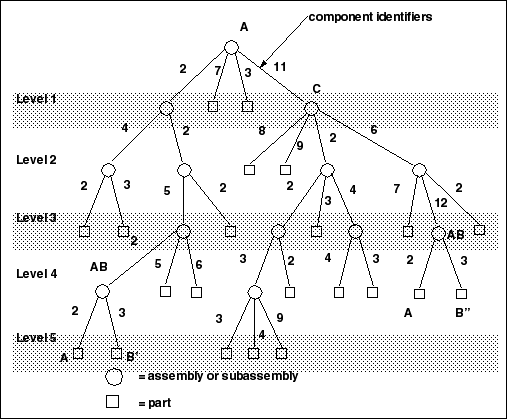 A
component identifiers
2 7 3 11
Level 1
C
4 2 8 9 2 6
Level 2
2 3 5 2 2 3 4 7 12 2
Level 3
2
AB
AB
5 6 3 2 4 3 2 3
Level 4
2 3 3 4 9
A B”
Level 5
A B'
= assembly or subassembly
= part